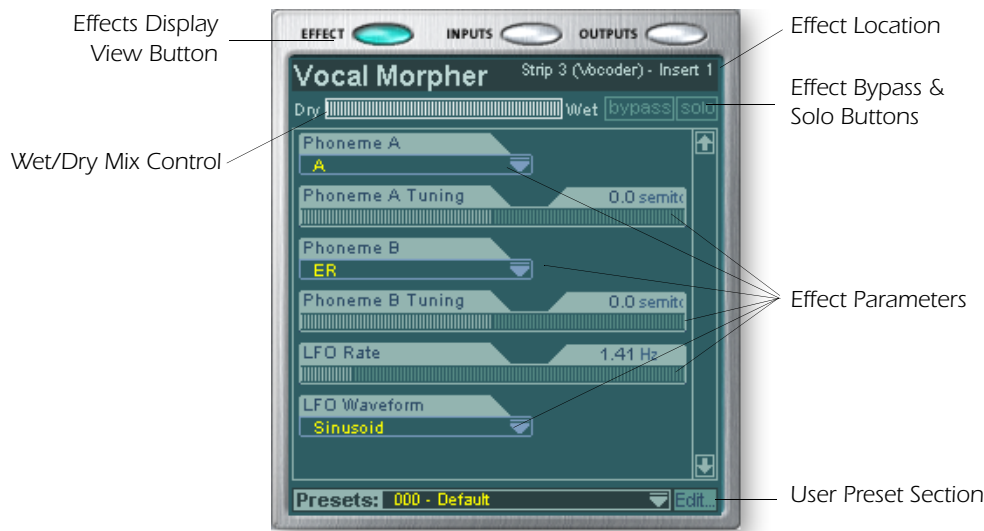 Effects Display
View Button
EFFECT
INPUTS
OUTPUTS
Effect Location
Vocal Morpher
Strip 3 (Vocoder) - Insert 1
Dry
Wet
bypass
solo
Effect Bypass &
Solo Buttons
Wet/Dry Mix Control
Phoneme A
A
Phoneme A Tuning
0.0 semito
Phoneme B
ER
Phoneme B Tuning
0.0 semito
Effect Parameters
LFO Rate
1.41 Hz
LFO Waveform
Sinusoid
Presets:
000 - Default
Edit...
User Preset Section